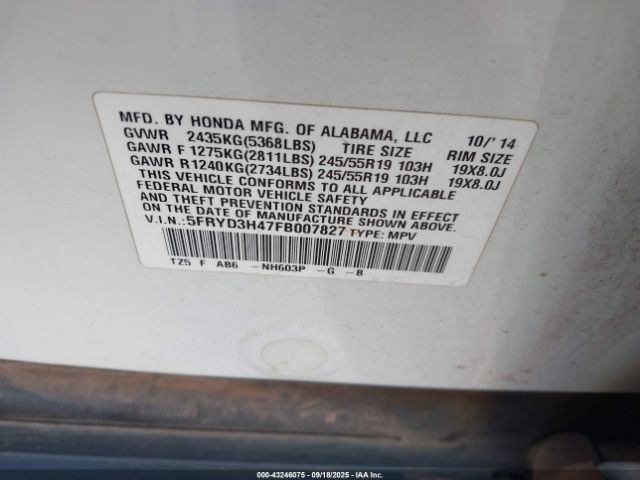 MFD. BY HONDA MFG. OF ALABAMA, LLC 10/'14
GVWR 2435KG(5368LBS) TIRE SIZE RIM SIZE
GAWR F 1275KG(2811LBS) 245/55R19 103H 19X8.0J
GAWR R1240KG(2734LBS) 245/55R19 103H 19X8.0J
THIS VEHICLE CONFORMS TO ALL APPLICABLE
FEDERAL MOTOR VEHICLE SAFETY
AND THEFT PREVENTION STANDARDS IN EFFECT
ON THE DATE OF MANUFACTURE SHOWN ABOVE.
V.I.N.: 5FRYD3H47FB007827 TYPE: MPV
TZ5 F AB6 -NH603P -G -B
000-43246075 - 09/18/2025 - IAA Inc.